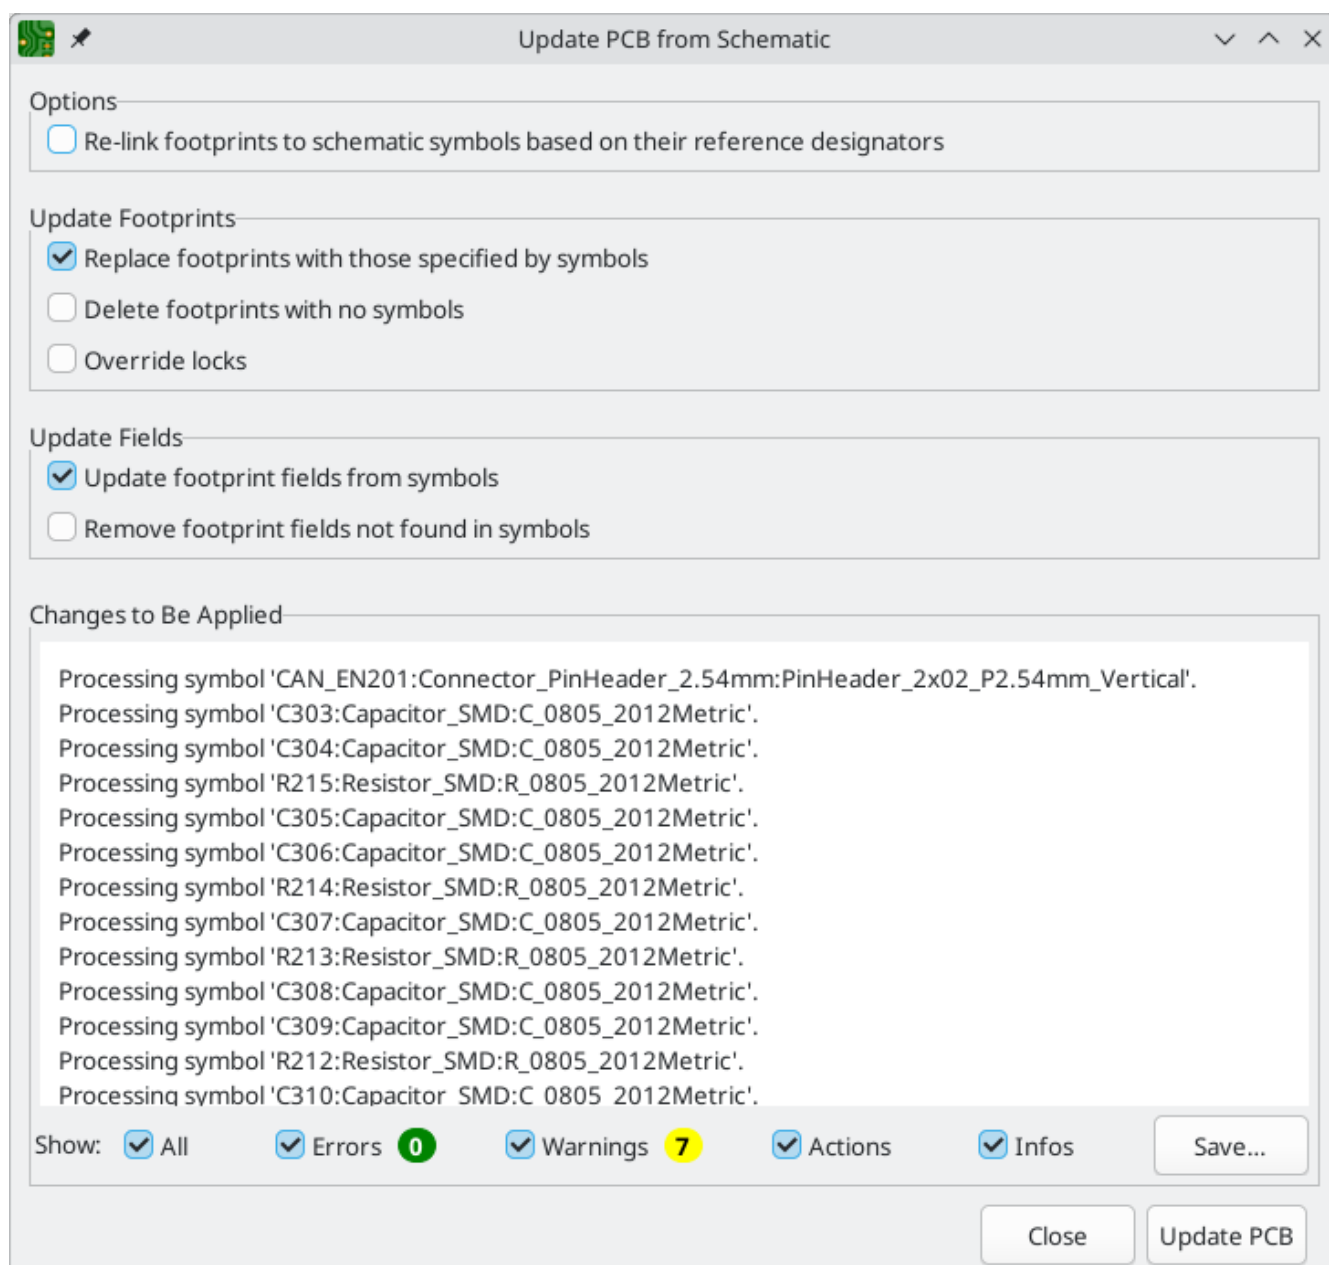 Update PCB from Schematic
Options
Re-link footprints to schematic symbols based on their reference designators
Update Footprints
Replace footprints with those specified by symbols
Delete footprints with no symbols
Override locks
Update Fields
Update footprint fields from symbols
Remove footprint fields not found in symbols
Changes to Be Applied
Processing symbol 'CAN_EN201:Connector_PinHeader_2.54mm:PinHeader_2x02_P2.54mm_Vertical'.
Processing symbol 'C303:Capacitor_SMD:C_0805_2012Metric'.
Processing symbol 'C304:Capacitor_SMD:C_0805_2012Metric'.
Processing symbol 'R215:Resistor_SMD:R_0805_2012Metric'.
Processing symbol 'C305:Capacitor_SMD:C_0805_2012Metric'.
Processing symbol 'C306:Capacitor_SMD:C_0805_2012Metric'.
Processing symbol 'R214:Resistor_SMD:R_0805_2012Metric'.
Processing symbol 'C307:Capacitor_SMD:C_0805_2012Metric'.
Processing symbol 'R213:Resistor_SMD:R_0805_2012Metric'.
Processing symbol 'C308:Capacitor_SMD:C_0805_2012Metric'.
Processing symbol 'C309:Capacitor_SMD:C_0805_2012Metric'.
Processing symbol 'R212:Resistor_SMD:R_0805_2012Metric'.
Processing symbol 'C310:Capacitor_SMD:C_0805_2012Metric'.
Show: All Errors 0 Warnings 7 Actions Infos Save...
Close Update PCB